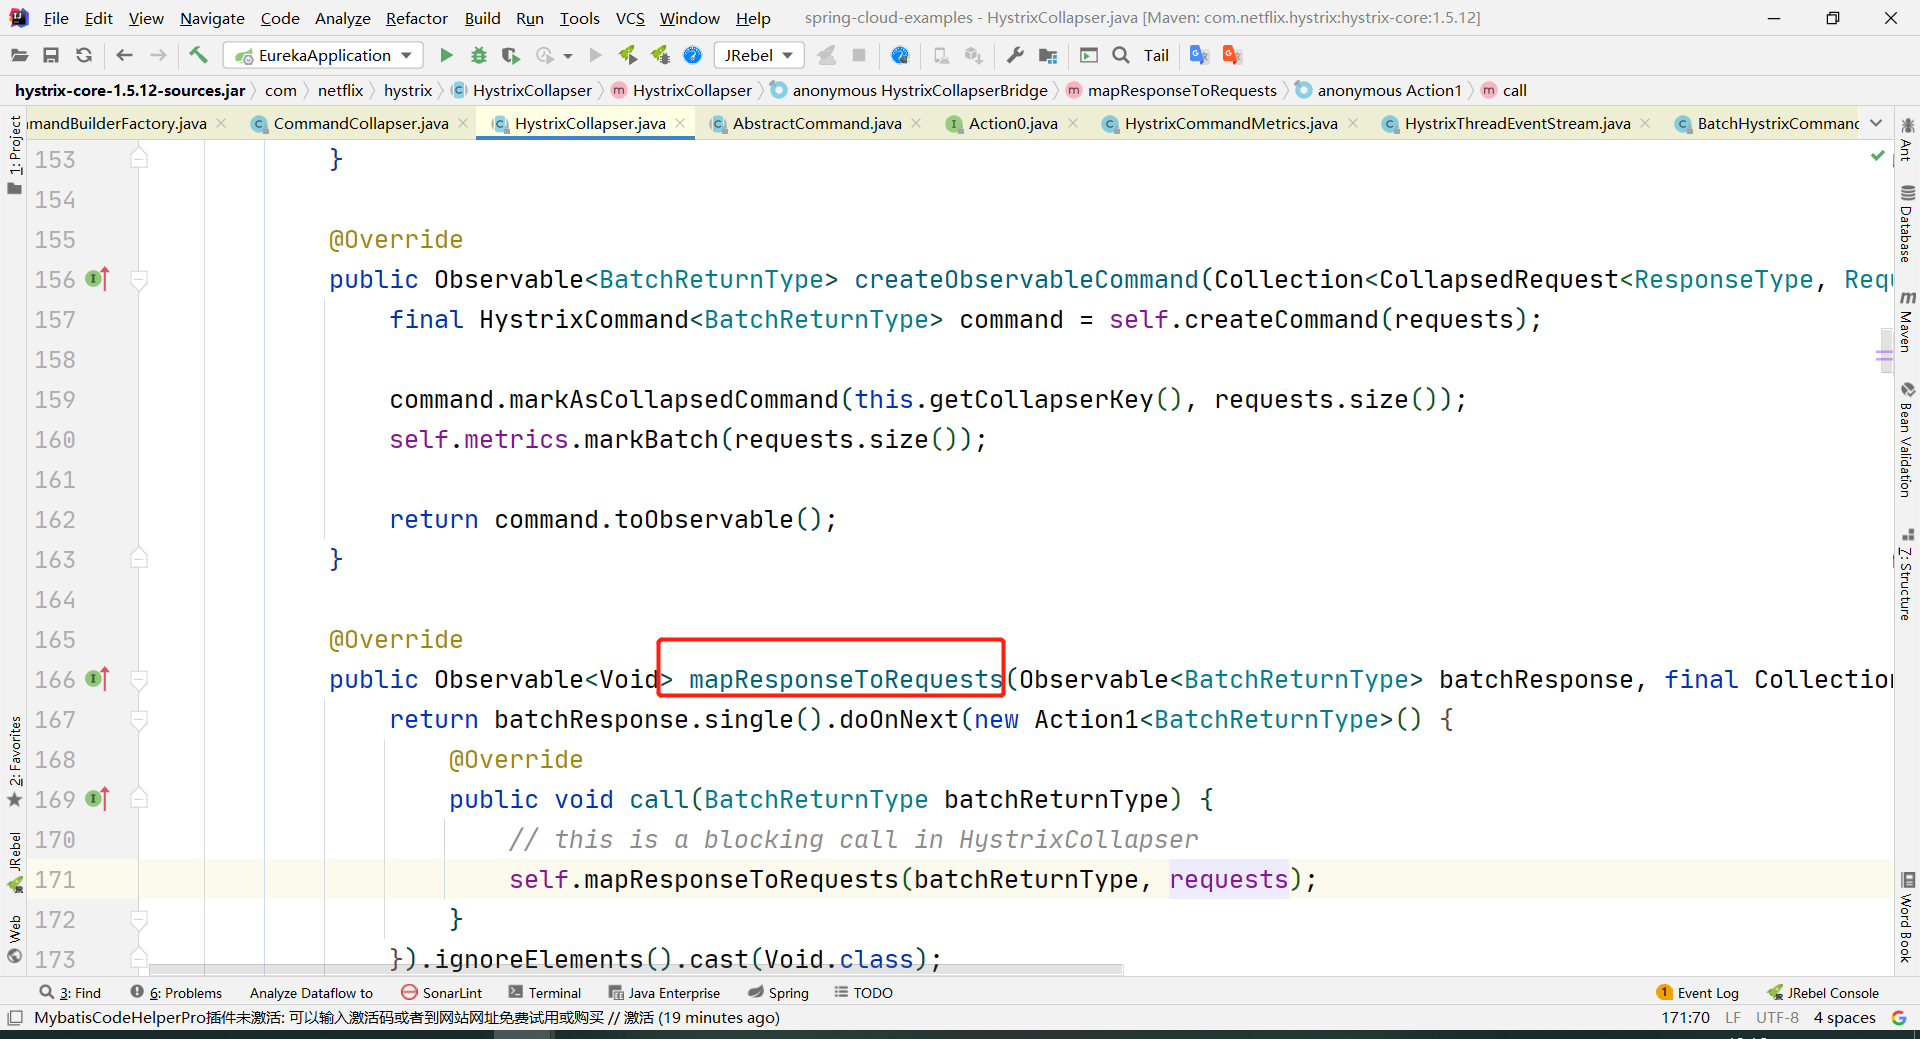 File Edit View Navigate Code Analyze Refactor Build Run Tools VCS Window Help spring-cloud-examples - HystrixCollapser.java [Maven: com.netflix.hystrix:hystrix-core:1.5.12]
EurekaApplication JRebel Tail
hystrix-core-1.5.12-sources.jar com netflix hystrix HystrixCollapser HystrixCollapser anonymous HystrixCollapserBridge mapResponseToRequests anonymous Action1 call
mmandBuilderFactory.java CommandCollapser.java HystrixCollapser.java AbstractCommand.java Action0.java HystrixCommandMetrics.java HystrixThreadEventStream.java BatchHystrixCommand
1: Project
2: Favorites
JRebel
Web
153 }
154
155 @Override
156 public Observable<BatchReturnType> createObservableCommand(Collection<CollapsedRequest<ResponseType, Requ
157 final HystrixCommand<BatchReturnType> command = self.createCommand(requests);
158
159 command.markAsCollapsedCommand(this.getCollapserKey(), requests.size());
160 self.metrics.markBatch(requests.size());
161
162 return command.toObservable();
163 }
164
165 @Override
166 public Observable<Void> mapResponseToRequests(Observable<BatchReturnType> batchResponse, final Collection
167 return batchResponse.single().doOnNext(new Action1<BatchReturnType>() {
168 @Override
169 public void call(BatchReturnType batchReturnType) {
170 // this is a blocking call in HystrixCollapser
171 self.mapResponseToRequests(batchReturnType, requests);
172 }
173 }).ignoreElements().cast(Void.class);
Ant
Database
Maven
Bean Validation
7: Structure
Word Book
3: Find 6: Problems Analyze Dataflow to SonarLint Terminal Java Enterprise Spring TODO 1 Event Log JRebel Console
MybatisCodeHelperPro插件未激活: 可以输入激活码或者到网站网址免费试用或购买 // 激活 (19 minutes ago) 171:70 LF UTF-8 4 spaces